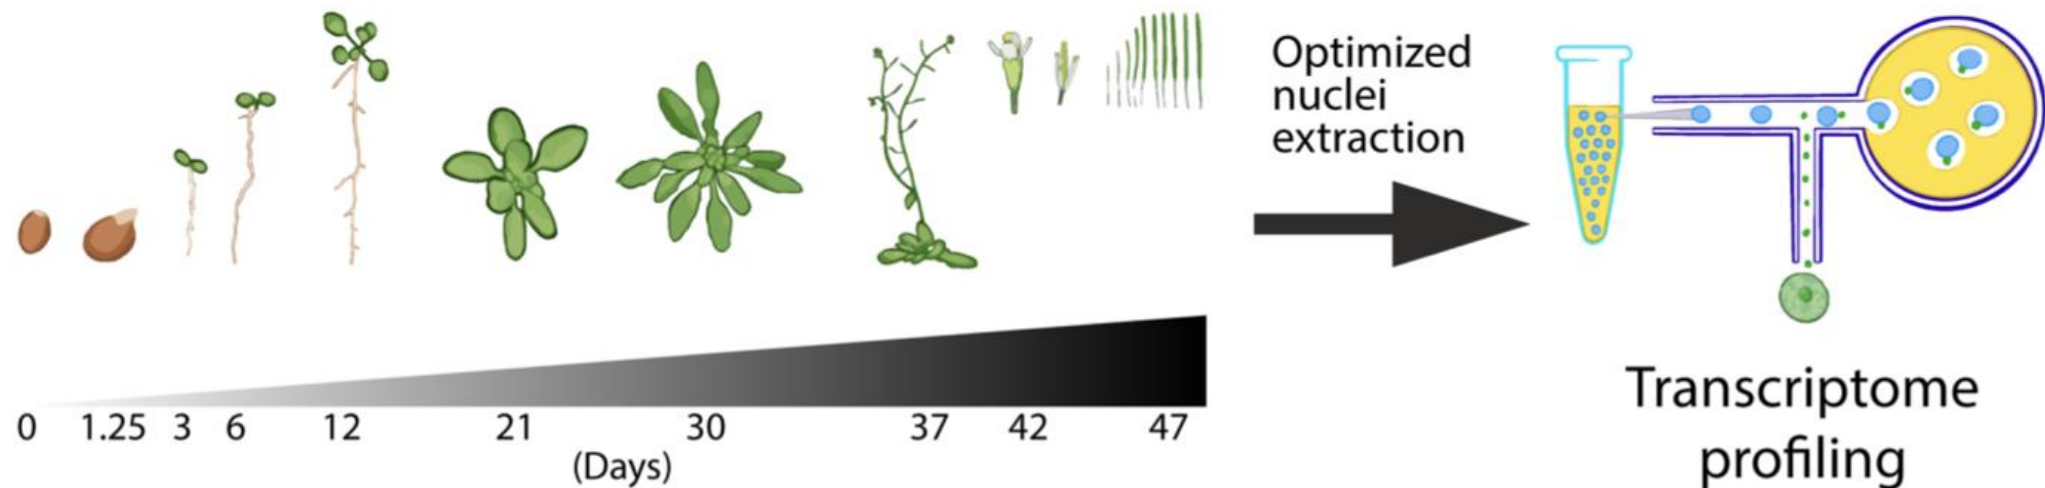 Optimized
nuclei
extraction
0 1.25 3 6 12 21 30 37 42 47
(Days)
Transcriptome
profiling